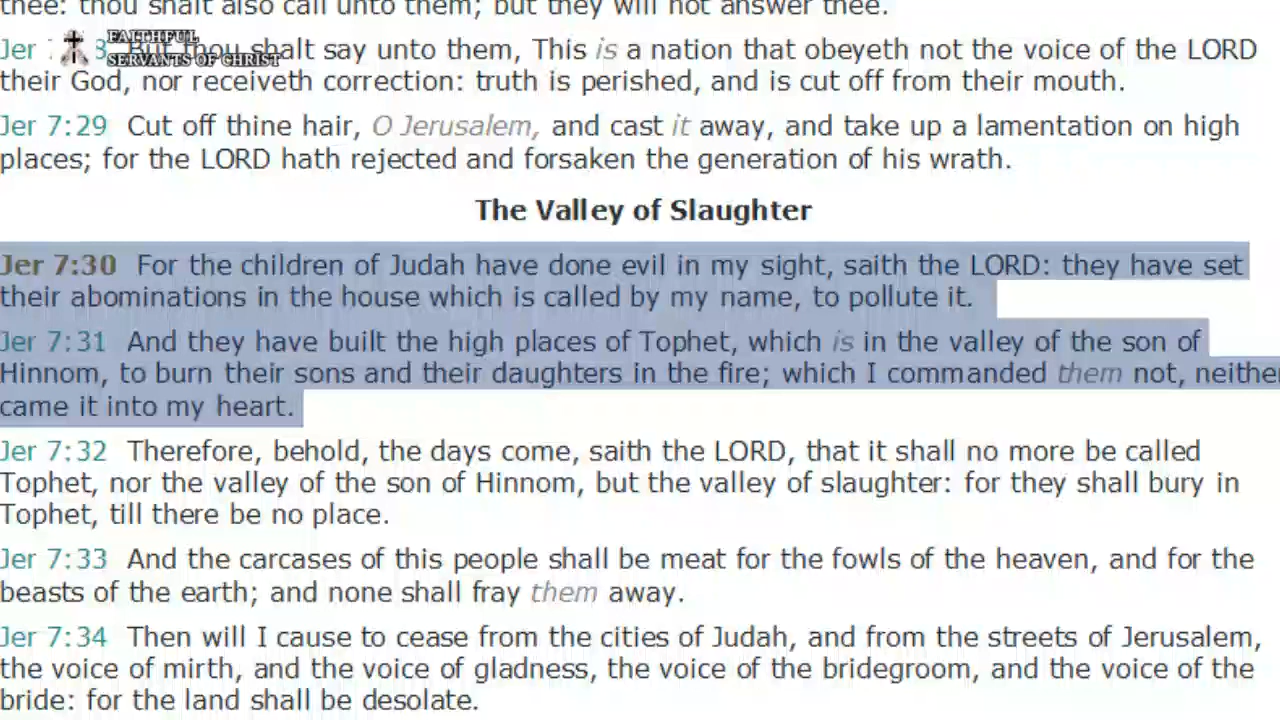 thee: thou shalt also call unto them; but they will not answer thee.
FAITHFUL
SERVANTS OF CHRIST
Jer 3 But thou shalt say unto them, This is a nation that obeyeth not the voice of the LORD
their God, nor receiveth correction: truth is perished, and is cut off from their mouth.
Jer 7:29 Cut off thine hair, O Jerusalem, and cast it away, and take up a lamentation on high
places; for the LORD hath rejected and forsaken the generation of his wrath.
The Valley of Slaughter
Jer 7:30 For the children of Judah have done evil in my sight, saith the LORD: they have set
their abominations in the house which is called by my name, to pollute it.
Jer 7:31 And they have built the high places of Tophet, which is in the valley of the son of
Hinnom, to burn their sons and their daughters in the fire; which I commanded them not, neither
came it into my heart.
Jer 7:32 Therefore, behold, the days come, saith the LORD, that it shall no more be called
Tophet, nor the valley of the son of Hinnom, but the valley of slaughter: for they shall bury in
Tophet, till there be no place.
Jer 7:33 And the carcases of this people shall be meat for the fowls of the heaven, and for the
beasts of the earth; and none shall fray them away.
Jer 7:34 Then will I cause to cease from the cities of Judah, and from the streets of Jerusalem,
the voice of mirth, and the voice of gladness, the voice of the bridegroom, and the voice of the
bride: for the land shall be desolate.